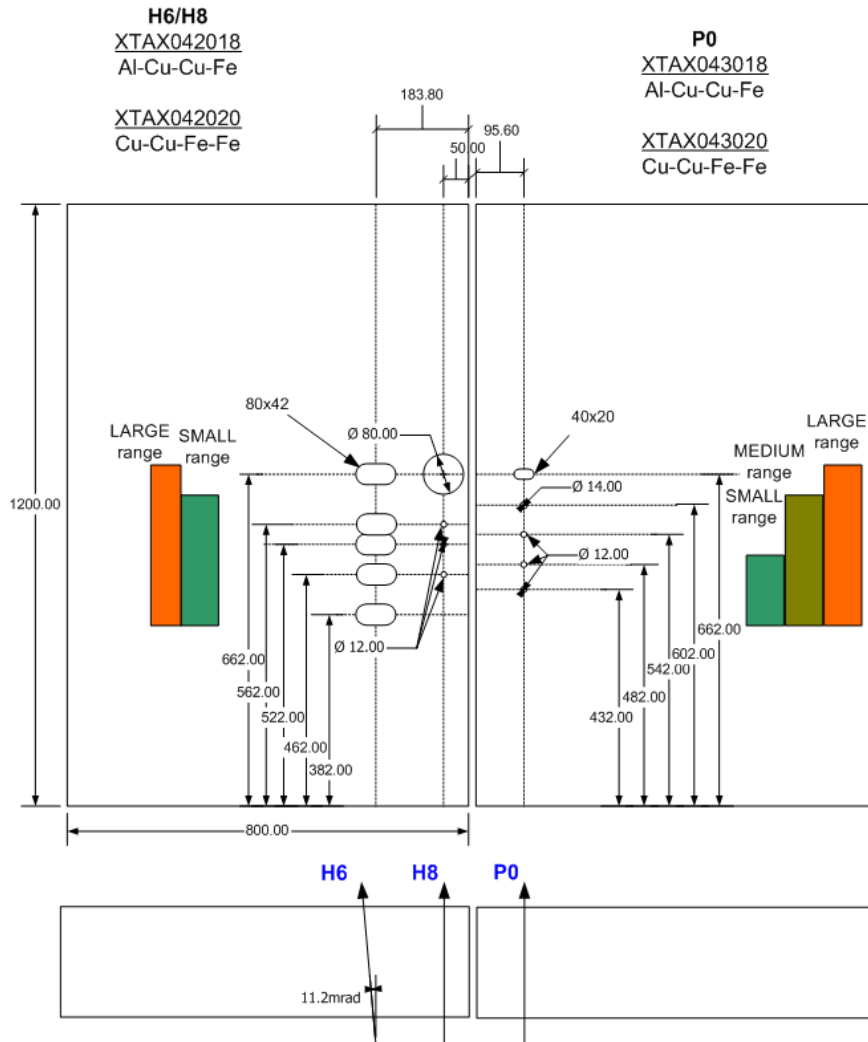 H6/H8
XTAX042018
Al-Cu-Cu-Fe
XTAX042020
Cu-Cu-Fe-Fe
P0
XTAX043018
Al-Cu-Cu-Fe
XTAX043020
Cu-Cu-Fe-Fe
183.80
95.60
50.00
80x42
40x20
LARGE
range
SMALL
range
Ø 80.00
LARGE
range
MEDIUM
range
SMALL
range
Ø 14.00
1200.00
Ø 12.00
Ø 12.00
662.00
562.00
522.00
462.00
382.00
662.00
602.00
542.00
482.00
432.00
800.00
H6
H8
P0
11.2mrad